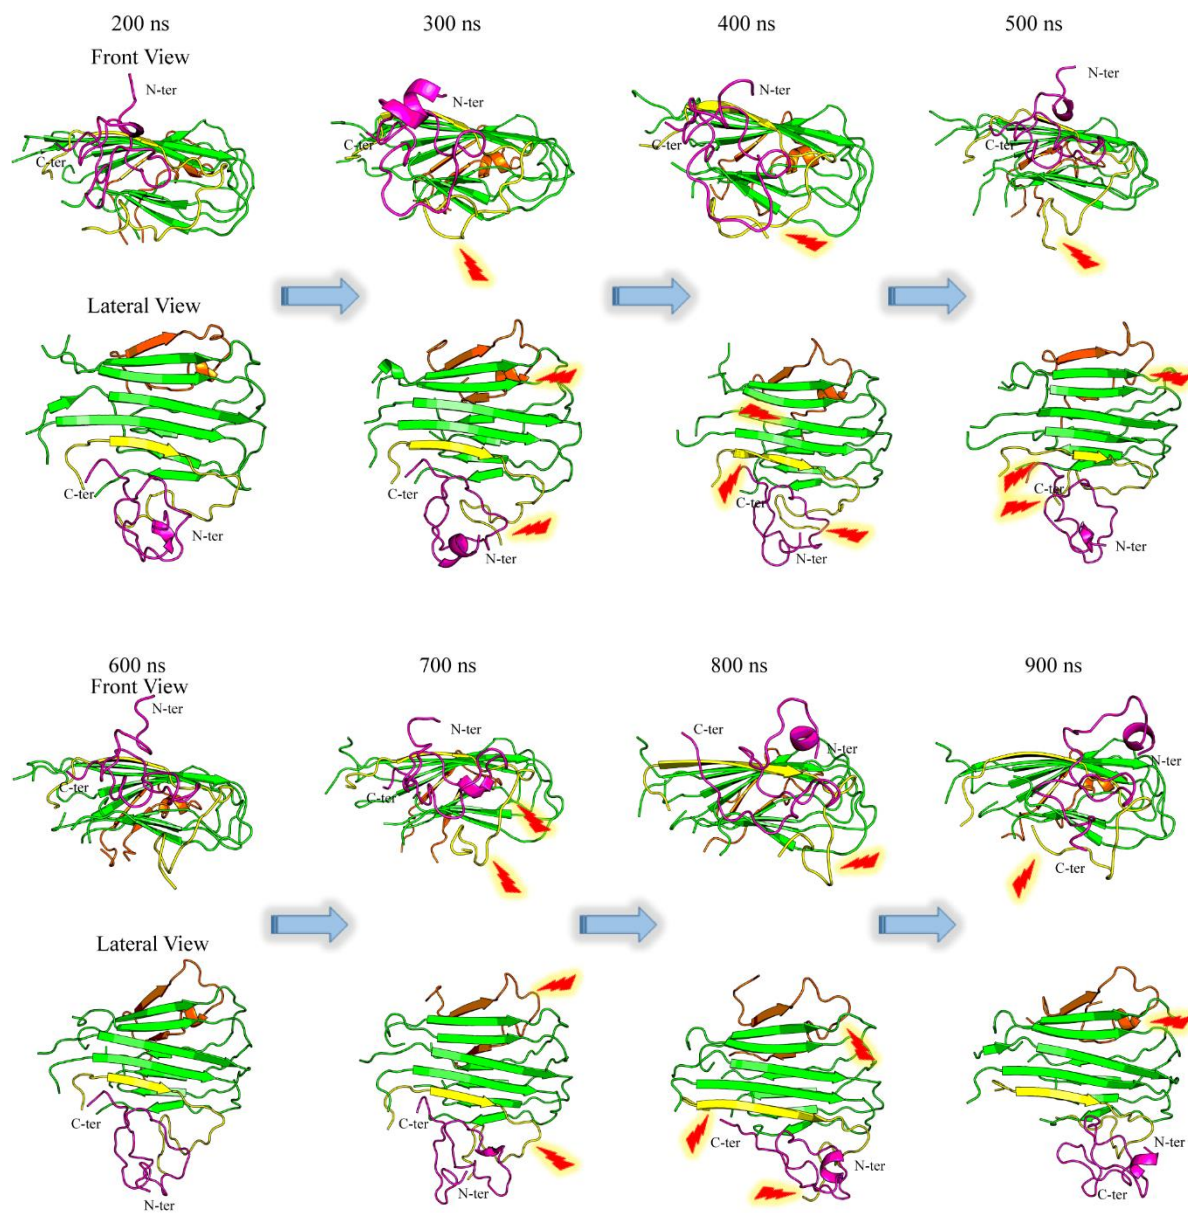 200 ns 300 ns 400 ns 500 ns
Front View
N-ter N-ter N-ter N-ter
C-ter C-ter C-ter C-ter
Lateral View
C-ter C-ter C-ter C-ter
N-ter N-ter N-ter N-ter
600 ns 700 ns 800 ns 900 ns
Front View
N-ter N-ter C-ter N-ter N-ter
C-ter C-ter C-ter
Lateral View
C-ter C-ter C-ter N-ter N-ter
N-ter N-ter C-ter